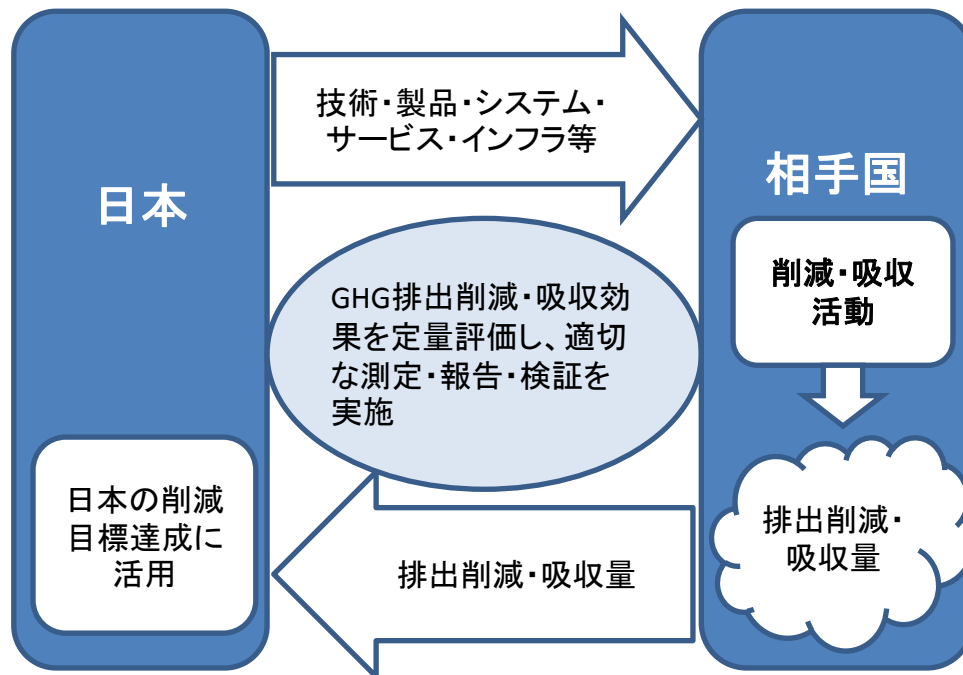 日本
技術・製品・システム・
サービス・インフラ等
相手国
削減・吸収
活動
GHG排出削減・吸収効
果を定量評価し、適切
な測定・報告・検証を
実施
日本の削減
目標達成に
活用
排出削減・吸収量
排出削減・
吸収量